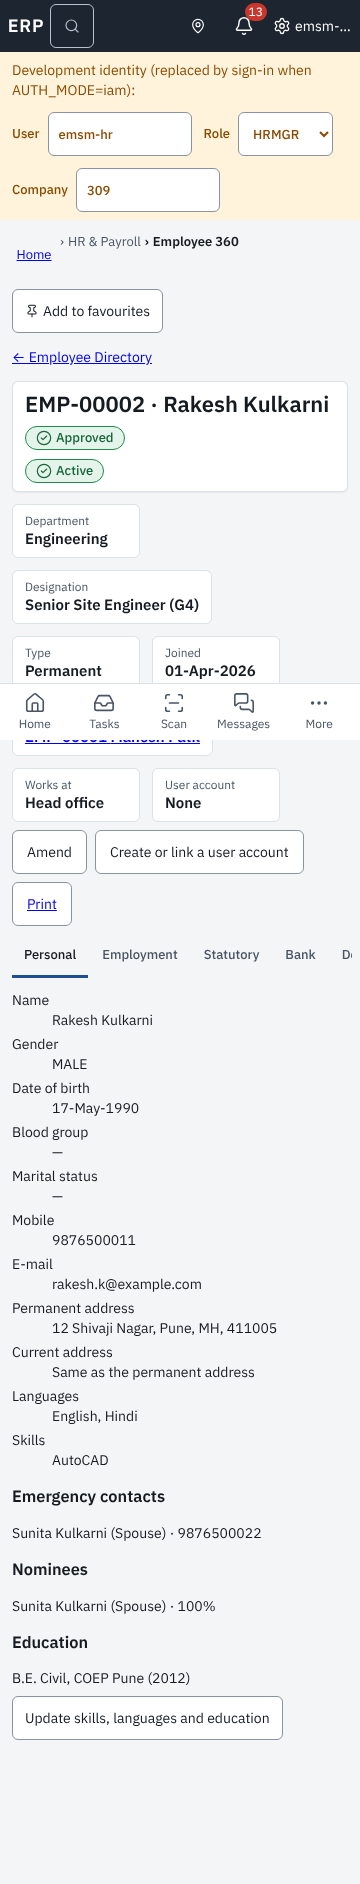 ERP
13
emsm-...
Development identity (replaced by sign-in when
AUTH_MODE=iam):
User
emsm-hr
Role
HRMGR
Company
309
Home
› HR & Payroll › Employee 360
Add to favourites
← Employee Directory
EMP-00002 · Rakesh Kulkarni
Approved
Active
Department
Engineering
Designation
Senior Site Engineer (G4)
Type
Permanent
Joined
01-Apr-2026
Home
Tasks
Scan
Messages
More
Works at
Head office
User account
None
Amend
Create or link a user account
Print
Personal
Employment
Statutory
Bank
Name
Rakesh Kulkarni
Gender
MALE
Date of birth
17-May-1990
Blood group
—
Marital status
—
Mobile
9876500011
E-mail
rakesh.k@example.com
Permanent address
12 Shivaji Nagar, Pune, MH, 411005
Current address
Same as the permanent address
Languages
English, Hindi
Skills
AutoCAD
Emergency contacts
Sunita Kulkarni (Spouse) · 9876500022
Nominees
Sunita Kulkarni (Spouse) · 100%
Education
B.E. Civil, COEP Pune (2012)
Update skills, languages and education